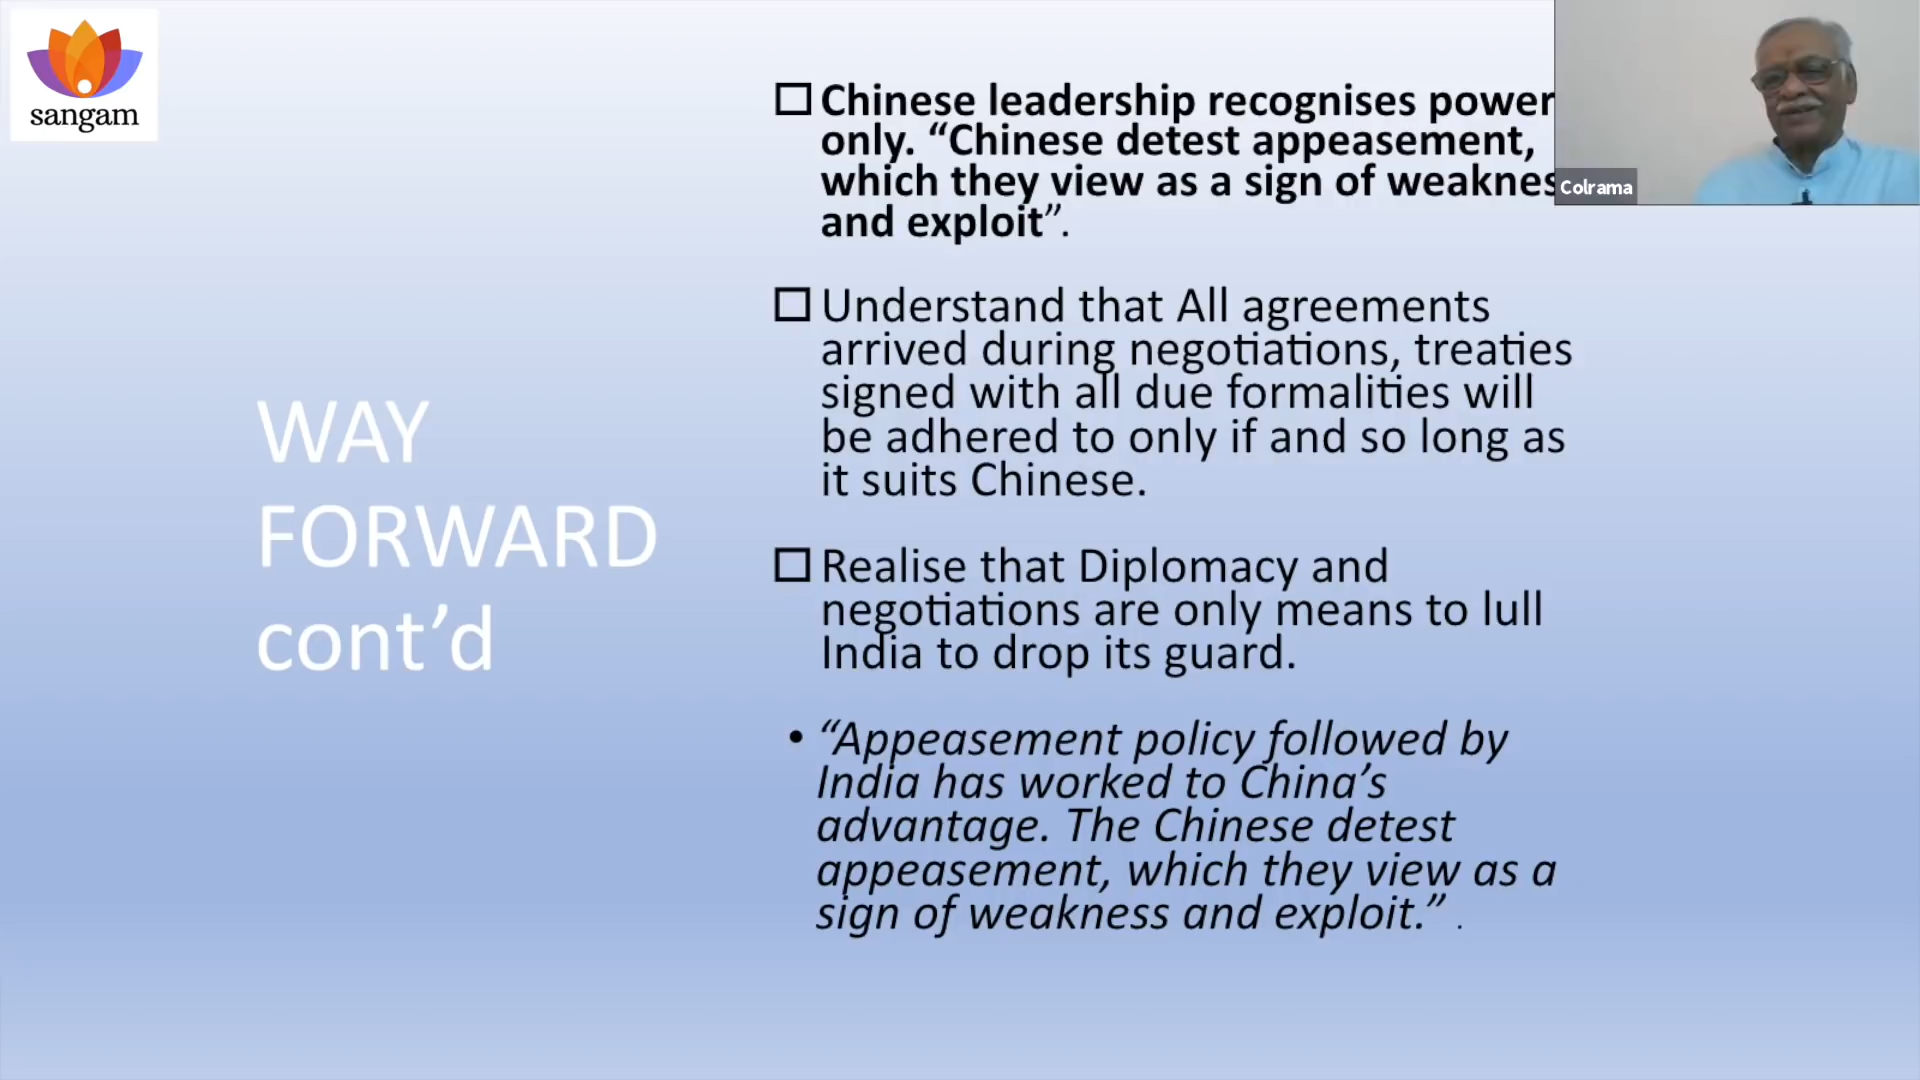 sangam
WAY
FORWARD
cont’d
Chinese leadership recognises power
only. “Chinese detest appeasement,
which they view as a sign of
and exploit”.
Understand that All agreements
arrived during negotiations, treaties
signed with all due formalities will
be adhered to only if and so long as
it suits Chinese.
Realise that Diplomacy and
negotiations are only means to lull
India to drop its guard.
• “Appeasement policy followed by
India has worked to China’s
advantage. The Chinese detest
appeasement, which they view as a
sign of weakness and exploit.” .
Colrama